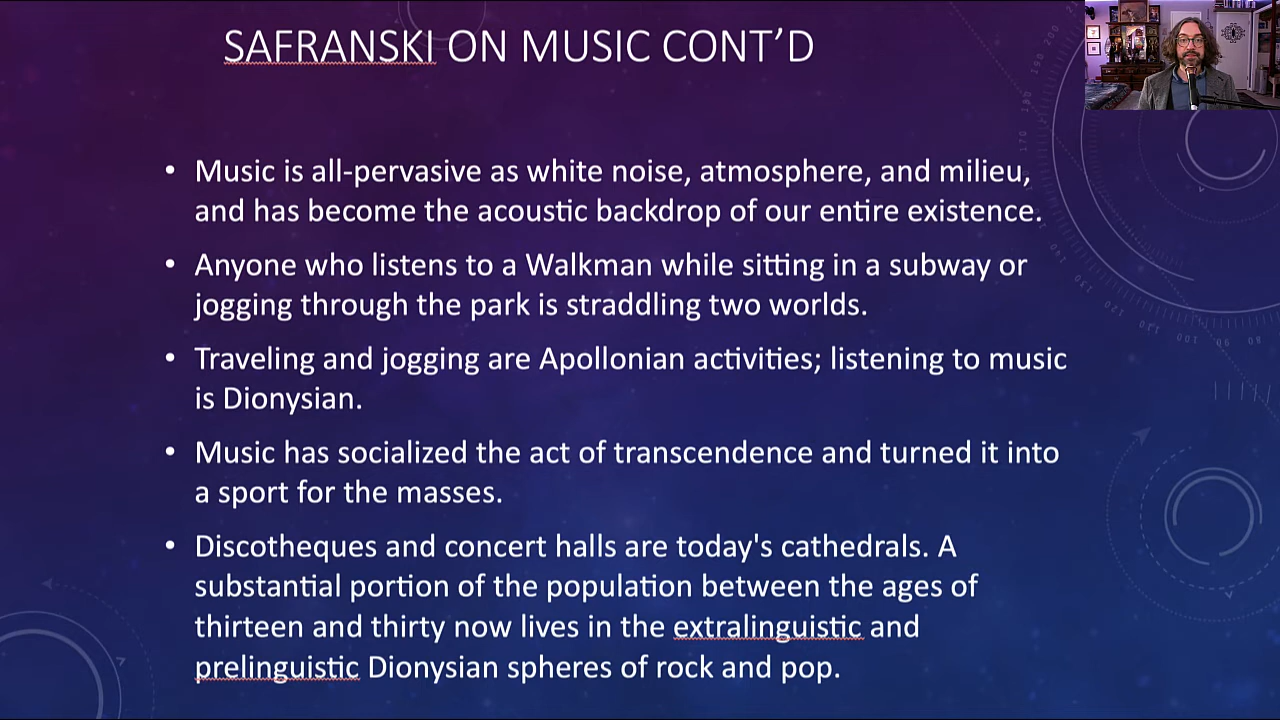 SAFRANSKI ON MUSIC CONT’D
• Music is all-pervasive as white noise, atmosphere, and milieu,
and has become the acoustic backdrop of our entire existence.
• Anyone who listens to a Walkman while sitting in a subway or
jogging through the park is straddling two worlds.
• Traveling and jogging are Apollonian activities; listening to music
is Dionysian.
• Music has socialized the act of transcendence and turned it into
a sport for the masses.
• Discotheques and concert halls are today's cathedrals. A
substantial portion of the population between the ages of
thirteen and thirty now lives in the extralinguistic and
prelinguistic Dionysian spheres of rock and pop.